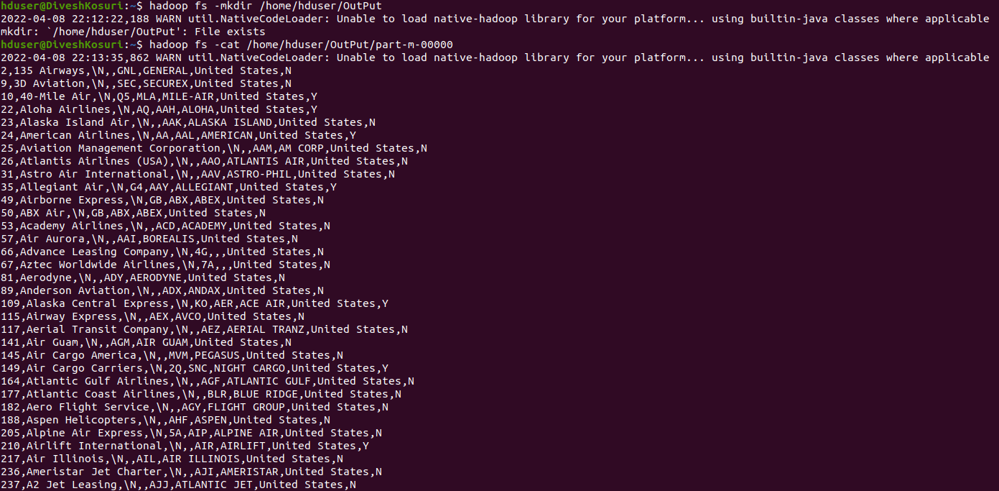 hduser@DiveshKosuri:~$ hadoop fs -mkdir /home/hduser/OutPut
2022-04-08 22:12:22,188 WARN util.NativeCodeLoader: Unable to load native-hadoop library for your platform... using builtin-java classes where applicable
mkdir: `/home/hduser/OutPut': File exists
hduser@DiveshKosuri:~$ hadoop fs -cat /home/hduser/OutPut/part-m-00000
2022-04-08 22:13:35,862 WARN util.NativeCodeLoader: Unable to load native-hadoop library for your platform... using builtin-java classes where applicable
2,135 Airways,\N,,GNL,GENERAL,United States,N
9,3D Aviation,\N,,SEC,SECUREX,United States,N
10,40-Mile Air,\N,Q5,MLA,MILE-AIR,United States,Y
22,Aloha Airlines,\N,AQ,AAH,ALOHA,United States,Y
23,Alaska Island Air,\N,,AAK,ALASKA ISLAND,United States,N
24,American Airlines,\N,AA,AAL,AMERICAN,United States,Y
25,Aviation Management Corporation,\N,,AAM,AM CORP,United States,N
26,Atlantis Airlines (USA),\N,,AAO,ATLANTIS AIR,United States,N
31,Astro Air International,\N,,AAV,ASTRO-PHIL,United States,N
35,Allegiant Air,\N,G4,AAY,ALLEGIANT,United States,Y
49,Airborne Express,\N,GB,ABX,ABEX,United States,N
50,ABX Air,\N,GB,ABX,ABEX,United States,N
53,Academy Airlines,\N,,ACD,ACADEMY,United States,N
57,Air Aurora,\N,,AAI,BOREALIS,United States,N
66,Advance Leasing Company,\N,4G,,,United States,N
67,Aztec Worldwide Airlines,\N,7A,,,United States,N
81,Aerodyne,\N,,ADY,AERODYNE,United States,N
89,Anderson Aviation,\N,,ADX,ANDAX,United States,N
109,Alaska Central Express,\N,KO,AER,ACE AIR,United States,Y
115,Airway Express,\N,,AEX,AVCO,United States,N
117,Aerial Transit Company,\N,,AEZ,AERIAL TRANZ,United States,N
141,Air Guam,\N,,AGM,AIR GUAM,United States,N
145,Air Cargo America,\N,,MVM,PEGASUS,United States,N
149,Air Cargo Carriers,\N,2Q,SNC,NIGHT CARGO,United States,Y
164,Atlantic Gulf Airlines,\N,,AGF,ATLANTIC GULF,United States,N
177,Atlantic Coast Airlines,\N,,BLR,BLUE RIDGE,United States,N
182,Aero Flight Service,\N,,AGY,FLIGHT GROUP,United States,N
188,Aspen Helicopters,\N,,AHF,ASPEN,United States,N
205,Alpine Air Express,\N,5A,AIP,ALPINE AIR,United States,N
210,Airlift International,\N,,AIR,AIRLIFT,United States,Y
217,Air Illinois,\N,,AIL,AIR ILLINOIS,United States,N
236,Ameristar Jet Charter,\N,,AJI,AMERISTAR,United States,N
237,A2 Jet Leasing,\N,,AJJ,ATLANTIC JET,United States,N